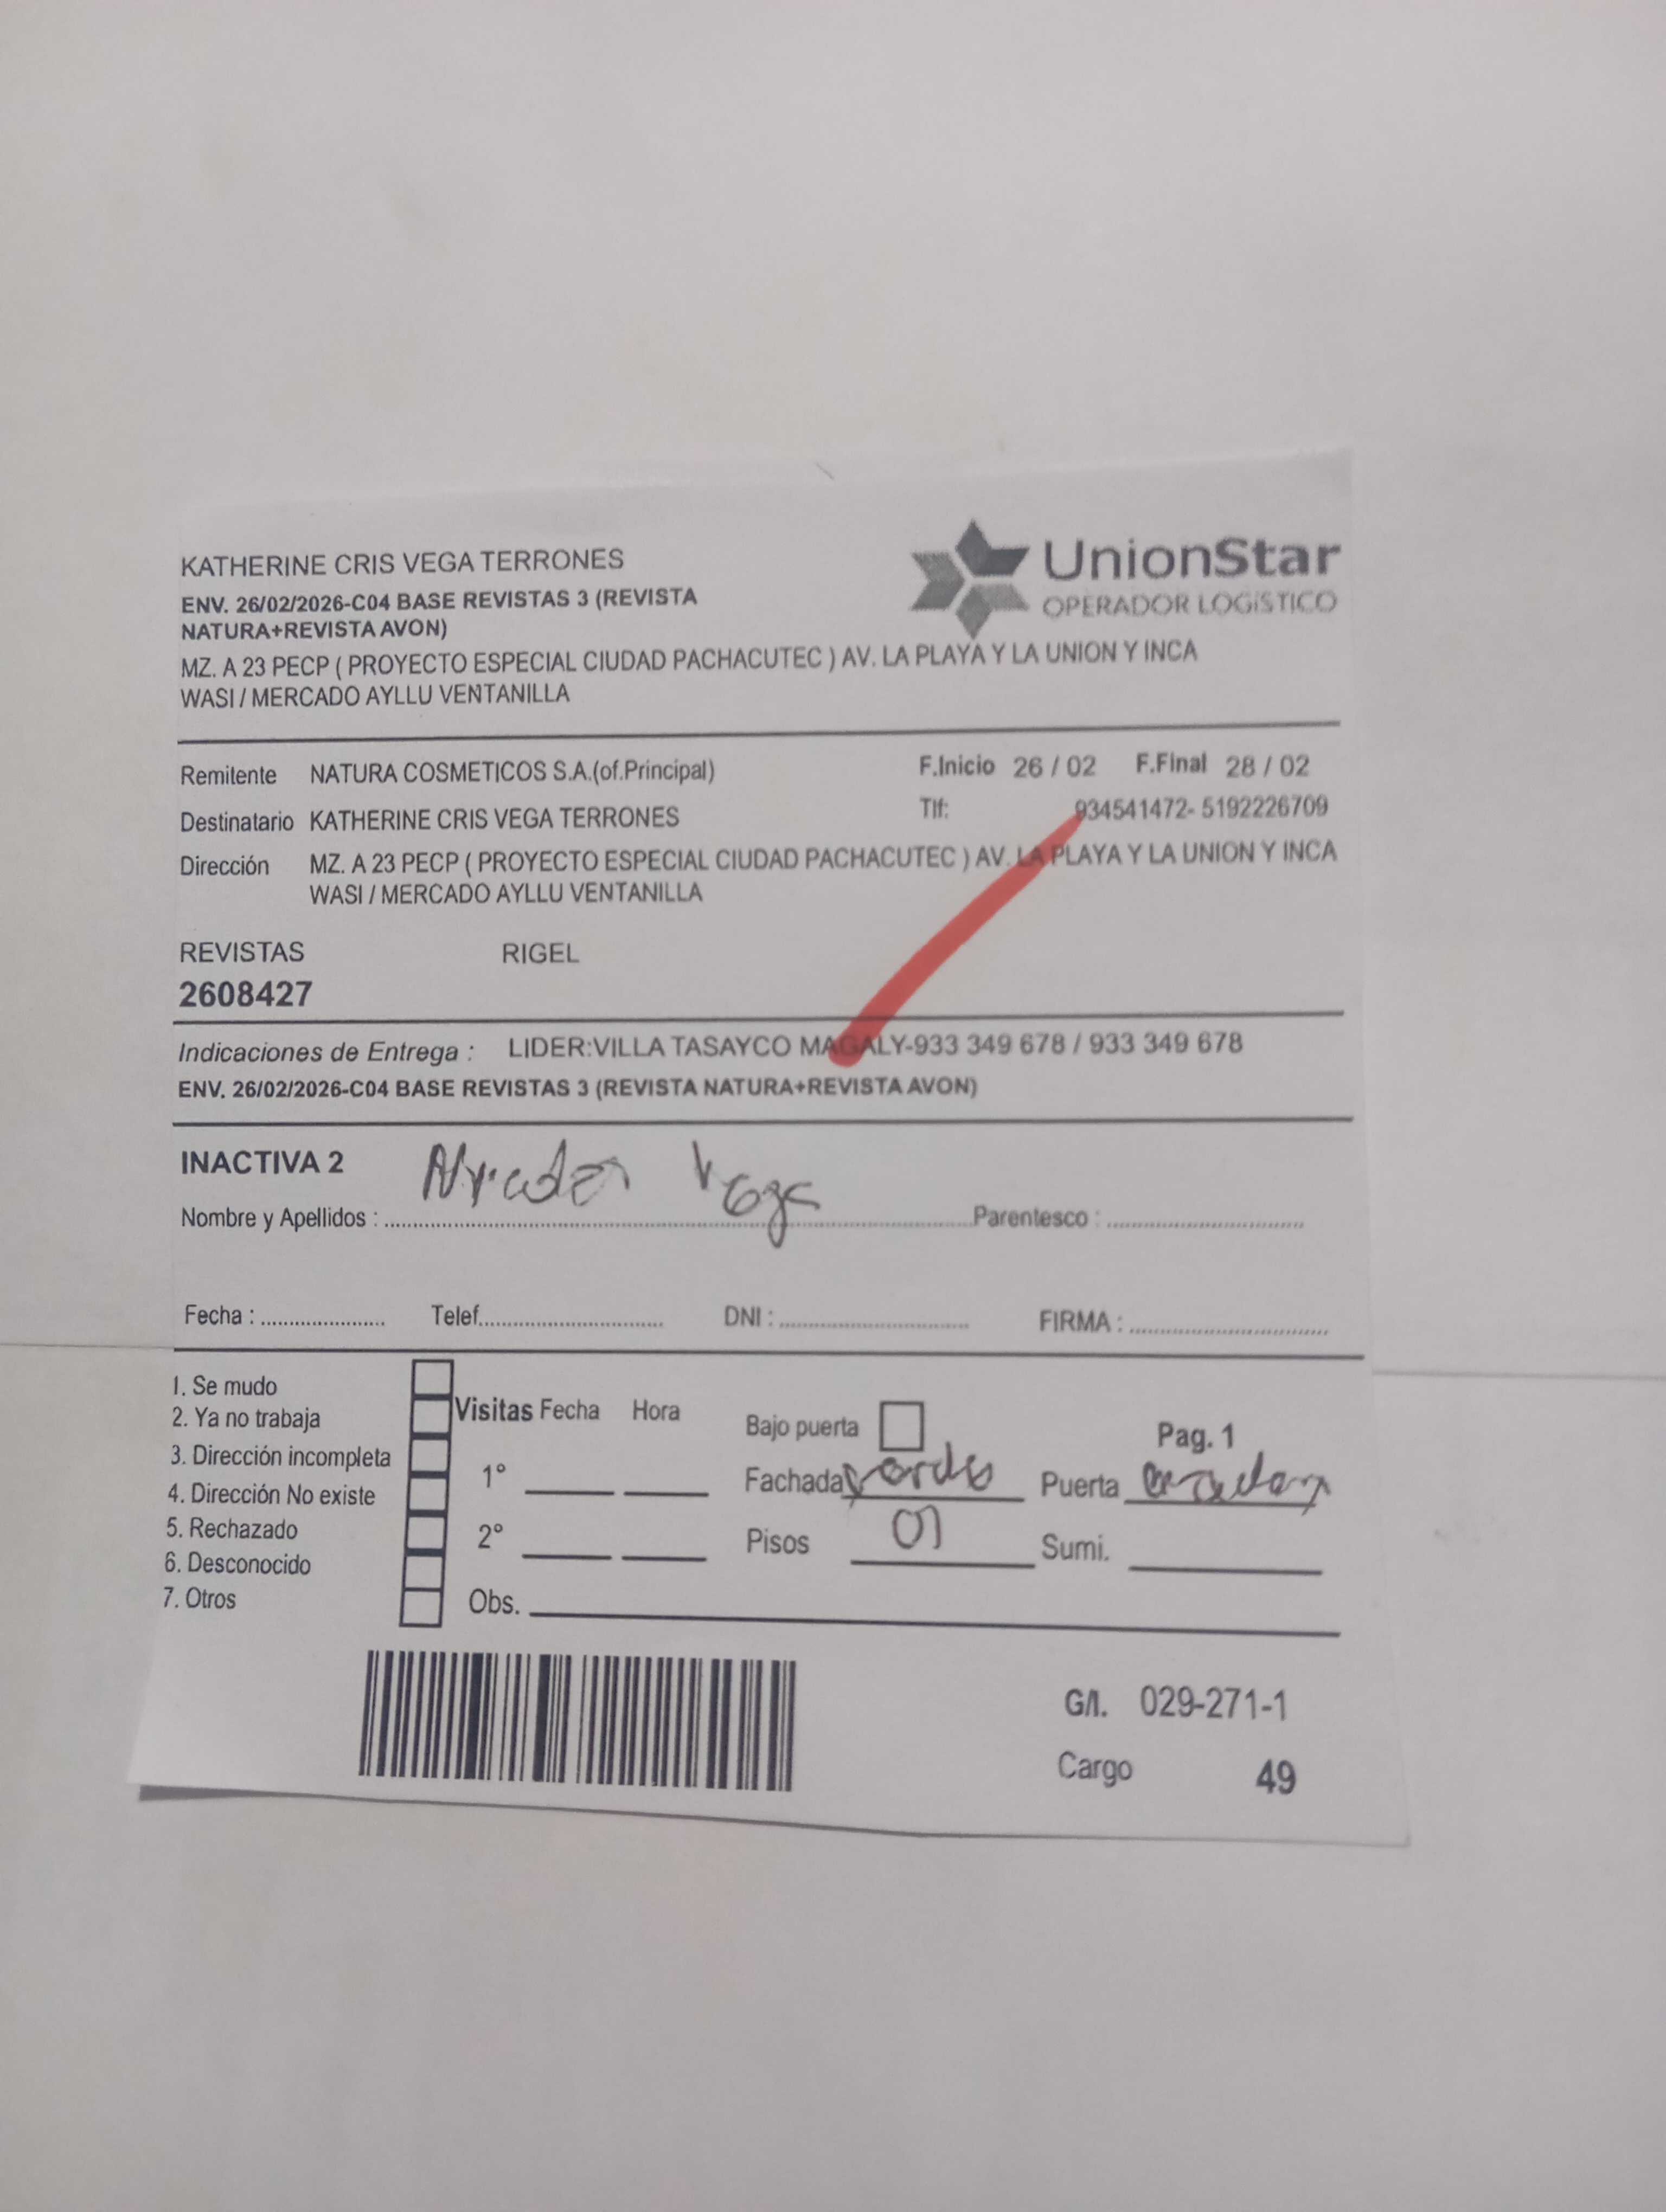 KATHERINE CRIS VEGA TERRONES
ENV. 26/02/2026-C04 BASE REVISTAS 3 (REVISTA
NATURA+REVISTA AVON)
UnionStar
OPERADOR LOGÍSTICO
MZ. A 23 PECP ( PROYECTO ESPECIAL CIUDAD PACHACUTEC ) AV. LA PLAYA Y LA UNION Y INCA
WASI / MERCADO AYLLU VENTANILLA
Remitente NATURA COSMETICOS S.A.(of.Principal) F.Inicio 26 / 02 F.Final 28 / 02
Destinatario KATHERINE CRIS VEGA TERRONES Tlf: 934541472- 5192226709
Dirección MZ. A 23 PECP ( PROYECTO ESPECIAL CIUDAD PACHACUTEC ) AV. LA PLAYA Y LA UNION Y INCA
WASI / MERCADO AYLLU VENTANILLA
REVISTAS RIGEL
2608427
Indicaciones de Entrega : LIDER:VILLA TASAYCO MAGALY-933 349 678 / 933 349 678
ENV. 26/02/2026-C04 BASE REVISTAS 3 (REVISTA NATURA+REVISTA AVON)
INACTIVA 2
Nombre y Apellidos : Vega Parentesco :
Fecha : Telef. DNI : FIRMA :
1. Se mudo
2. Ya no trabaja
3. Dirección incompleta
4. Dirección No existe
5. Rechazado
6. Desconocido
7. Otros
Visitas Fecha Hora
1°
2°
Obs.
Bajo puerta
Fachada verde
Pisos 01
Pag. 1
Puerta
Sumi.
G/I. 029-271-1
Cargo 49